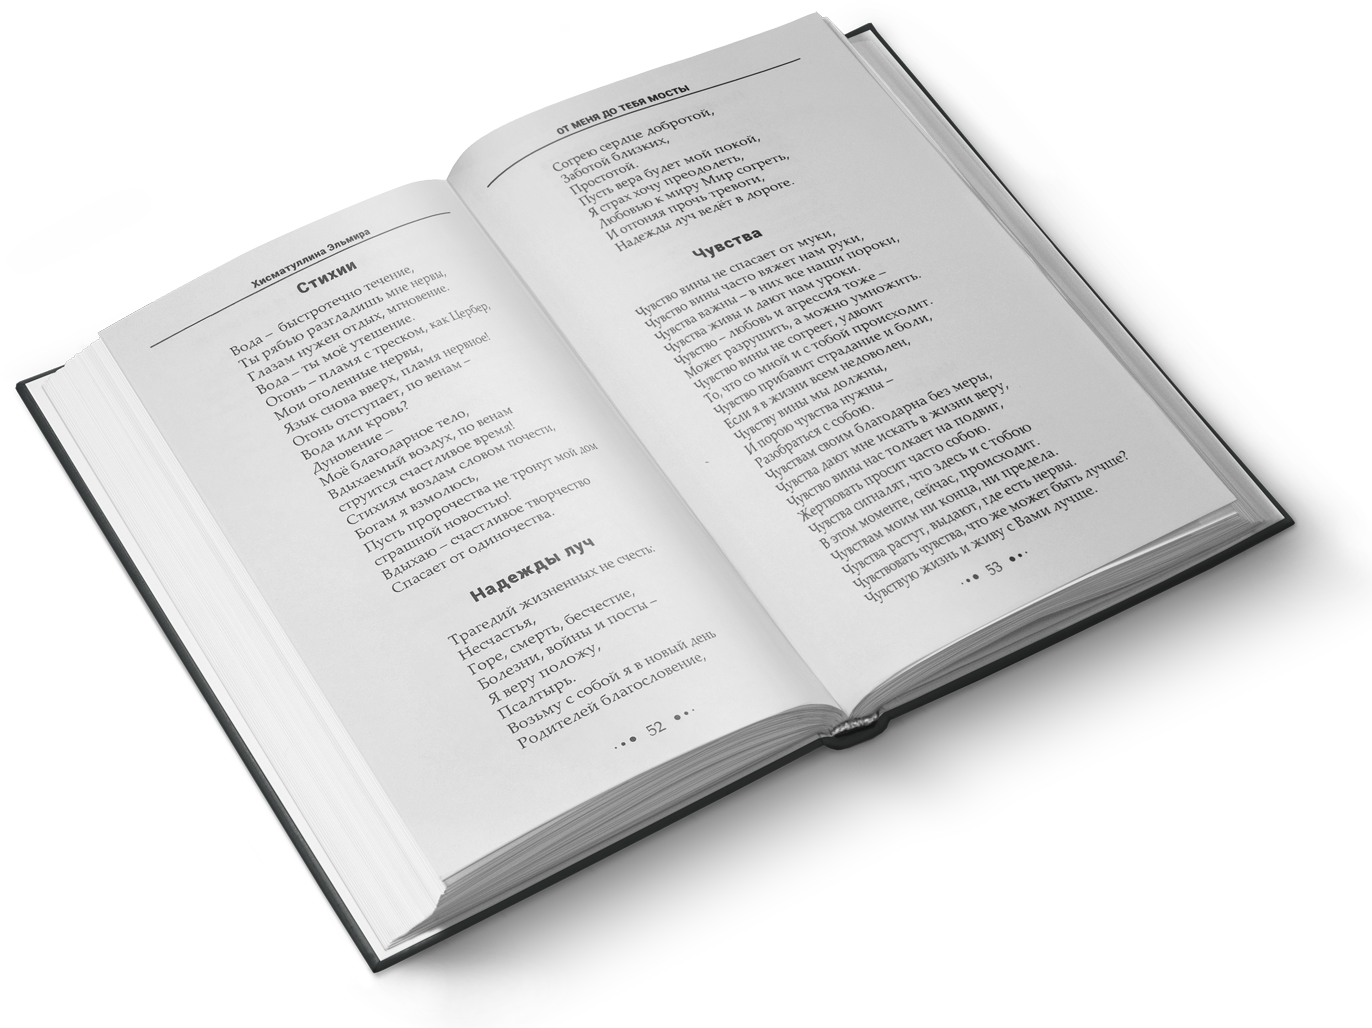 Хисматуллина Эльмира
Стихии
Вода – быстротечно течение,
Ты рябью разгладишь мне нервы,
Глазам нужен отдых, мгновение.
Вода – ты моё утешение.
Огонь – пламя с треском, как Цербер,
Мои оголенные нервы,
Язык снова вверх, пламя нервное!
Огонь отступает, по венам –
Вода или кровь?
Дуновение –
Моё благодарное тело,
Вдыхаемый воздух, по венам
струится счастливое время!
Стихиям воздам словом почести,
Богам я взмолюсь,
Пусть пророчества не тронут мой дом
страшной новостью!
Вдыхаю – счастливое творчество
Спасает от одиночества.
Надежды луч
Трагедий жизненных не счесть:
Несчастья,
Горе, смерть, бесчестие,
Болезни, войны и посты –
Я веру положу,
Псалтырь.
Возьму с собой я в новый день
Родителей благословение,
52
ОТ МЕНЯ ДО ТЕБЯ МОСТЫ
Согрею сердце добротой,
Заботой близких,
Простотой.
Пусть вера будет мой покой,
Я страх хочу преодолеть,
Любовью к миру Мир согреть,
И отгоняя прочь тревоги,
Надежды луч ведёт в дороге.
Чувства
Чувство вины не спасает от муки,
Чувство вины часто вяжет нам руки,
Чувства важны – в них все наши пороки,
Чувства живы и дают нам уроки.
Чувство – любовь и агрессия тоже –
Может разрушить, а можно умножить.
Чувство вины не согреет, удвоит
То, что со мной и с тобой происходит.
Чувство прибавит страдание и боли,
Если я в жизни всем недоволен,
Чувству вины мы должны,
И порою чувства нужны –
Разобраться с собою.
Чувствам своим благодарна без меры,
Чувства дают мне искать в жизни веру,
Чувство вины нас толкает на подвиг,
Жертвовать просит часто собою.
Чувства сигналят, что здесь и с тобою
В этом моменте, сейчас, происходит.
Чувствам моим ни конца, ни предела.
Чувства растут, выдают, где есть нервы.
Чувствовать чувства, что же может быть лучше?
Чувствую жизнь и живу с Вами лучше.
53